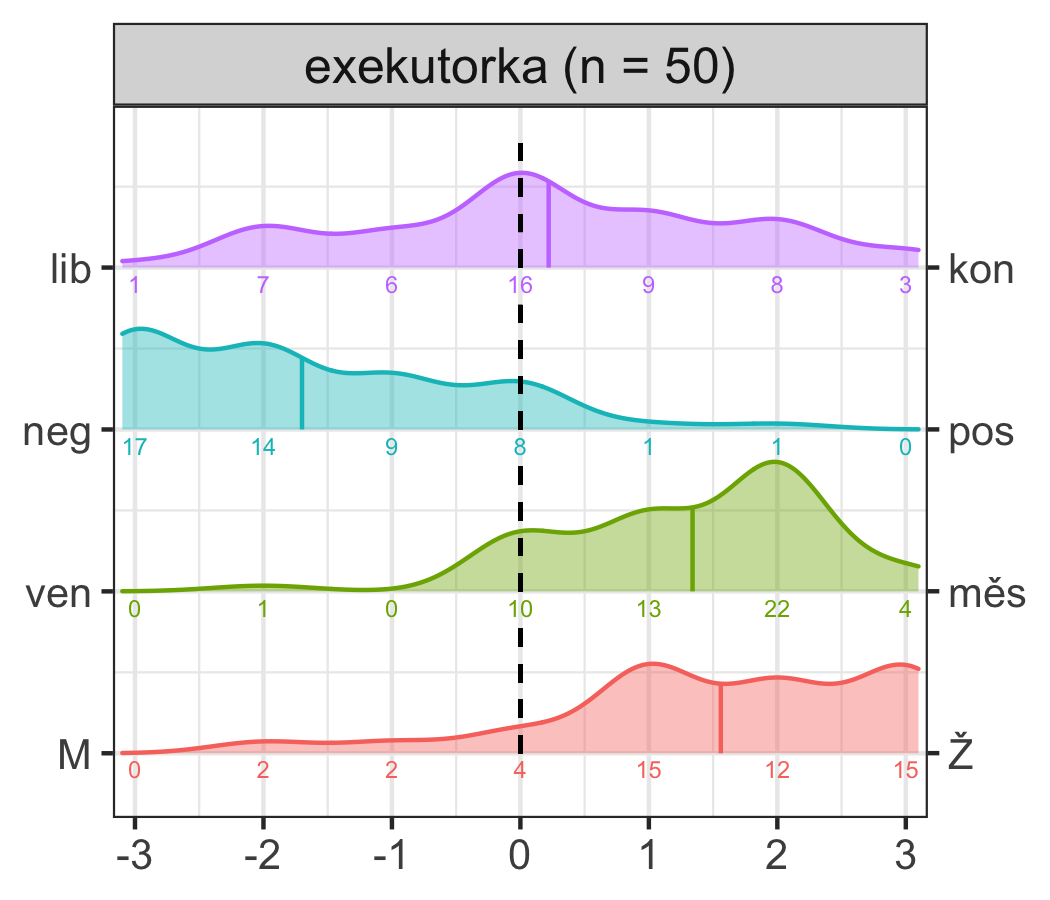 exekutorka (n = 50)
lib kon
1 7 6 16 9 8 3
neg pos
17 14 9 8 1 1 0
ven měs
0 1 0 10 13 22 4
M Ž
0 2 2 4 15 12 15
-3 -2 -1 0 1 2 3